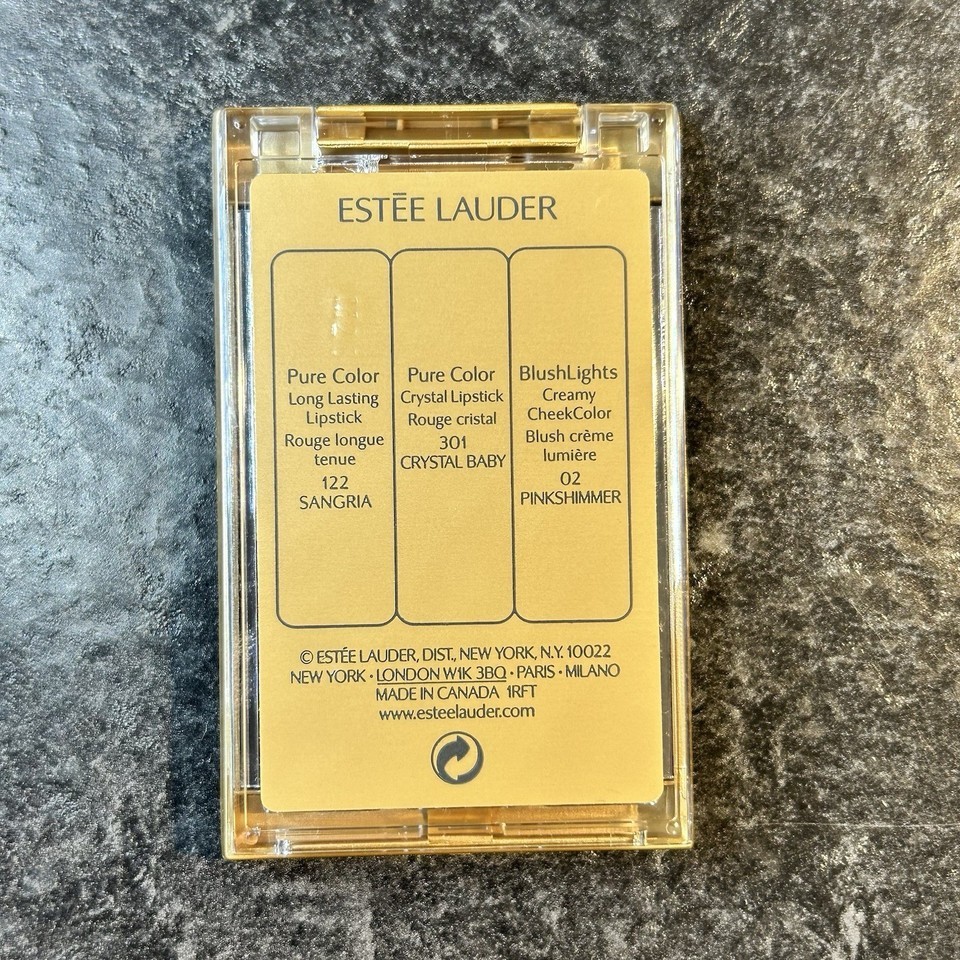 ESTĒE LAUDER
Pure Color
Long Lasting
Lipstick
Rouge longue
tenue
122
SANGRIA
Pure Color
Crystal Lipstick
Rouge cristal
301
CRYSTAL BABY
BlushLights
Creamy
CheekColor
Blush crème
lumière
02
PINKSHIMMER
© ESTÉE LAUDER, DIST., NEW YORK, N.Y. 10022
NEW YORK · LONDON W1K 3BQ · PARIS · MILANO
MADE IN CANADA 1RFT
www.esteelauder.com